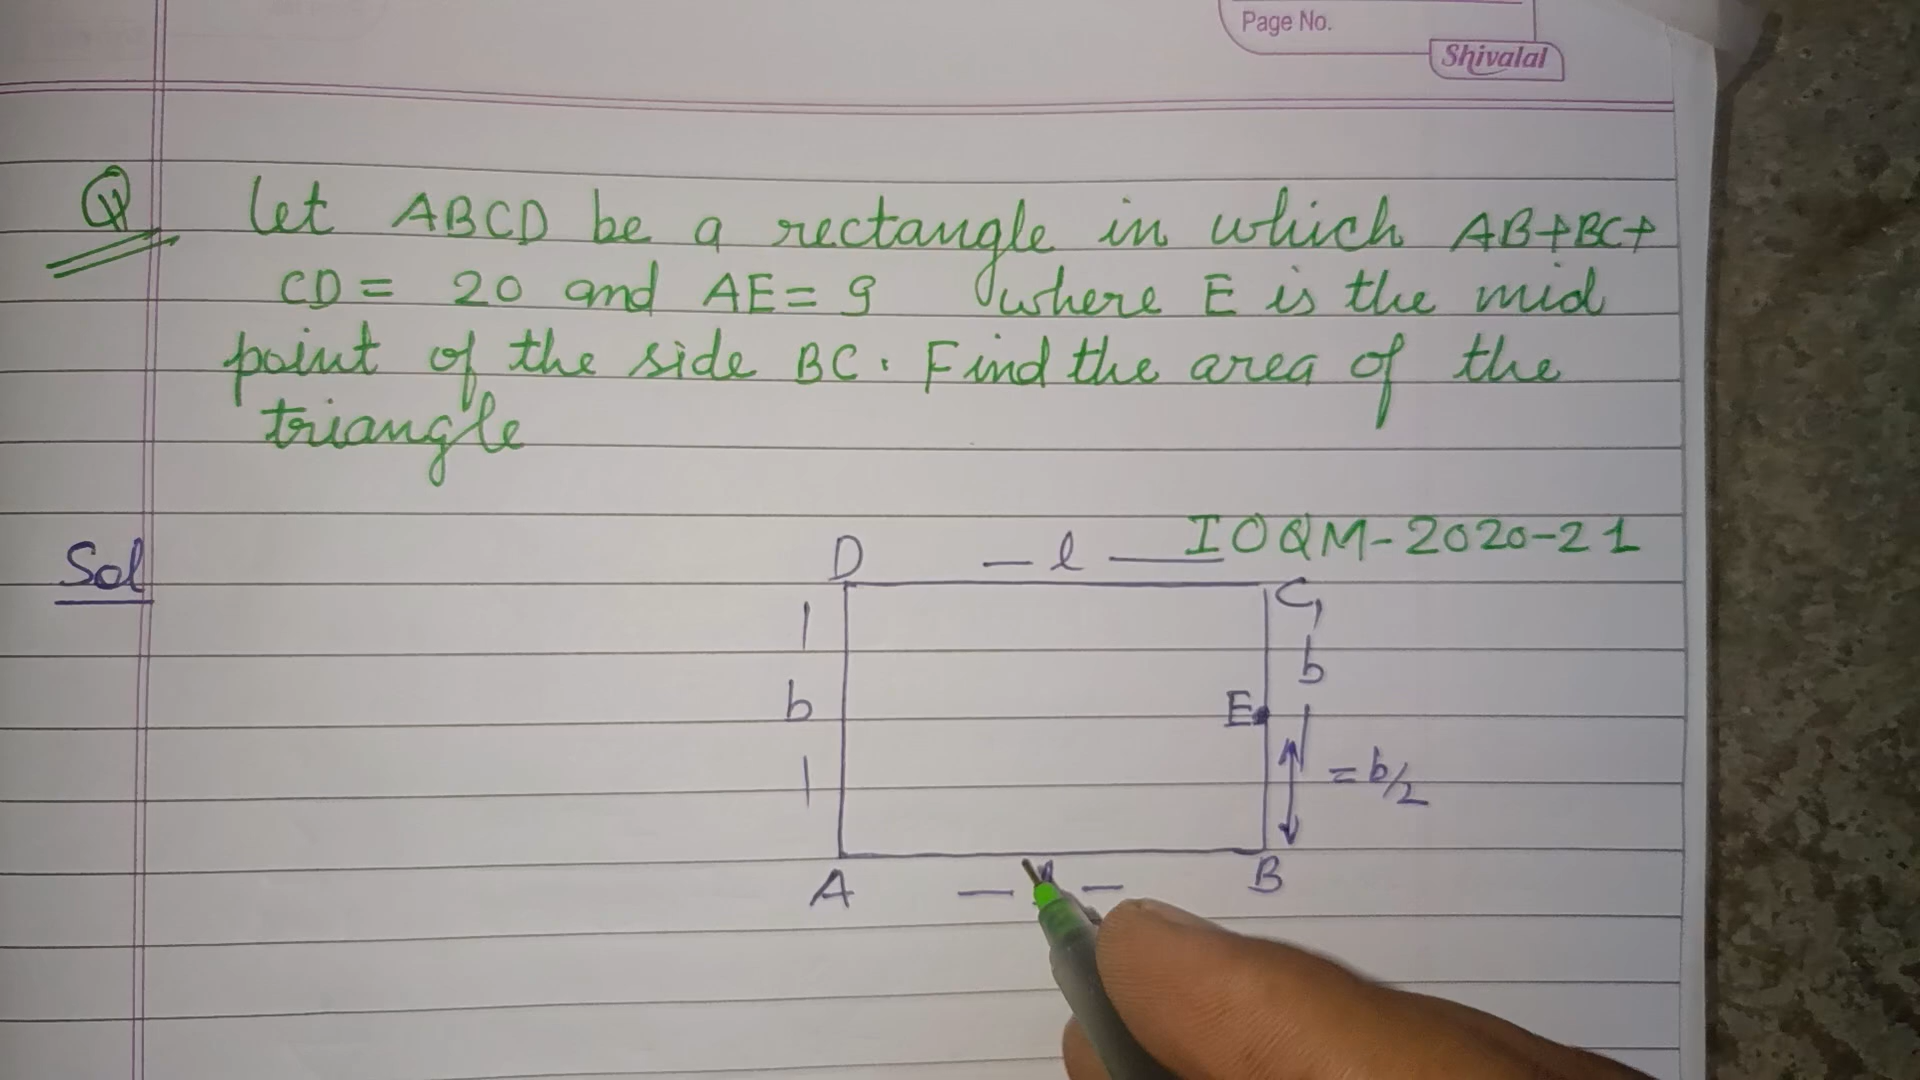 Page No.
Shivalal
Q Let ABCD be a rectangle in which AB+BC+
CD = 20 and AE = 9 where E is the mid
point of the side BC. Find the area of the
triangle
IOQM-2020-21
Sol
D l C
b b
E
= b/2
A B